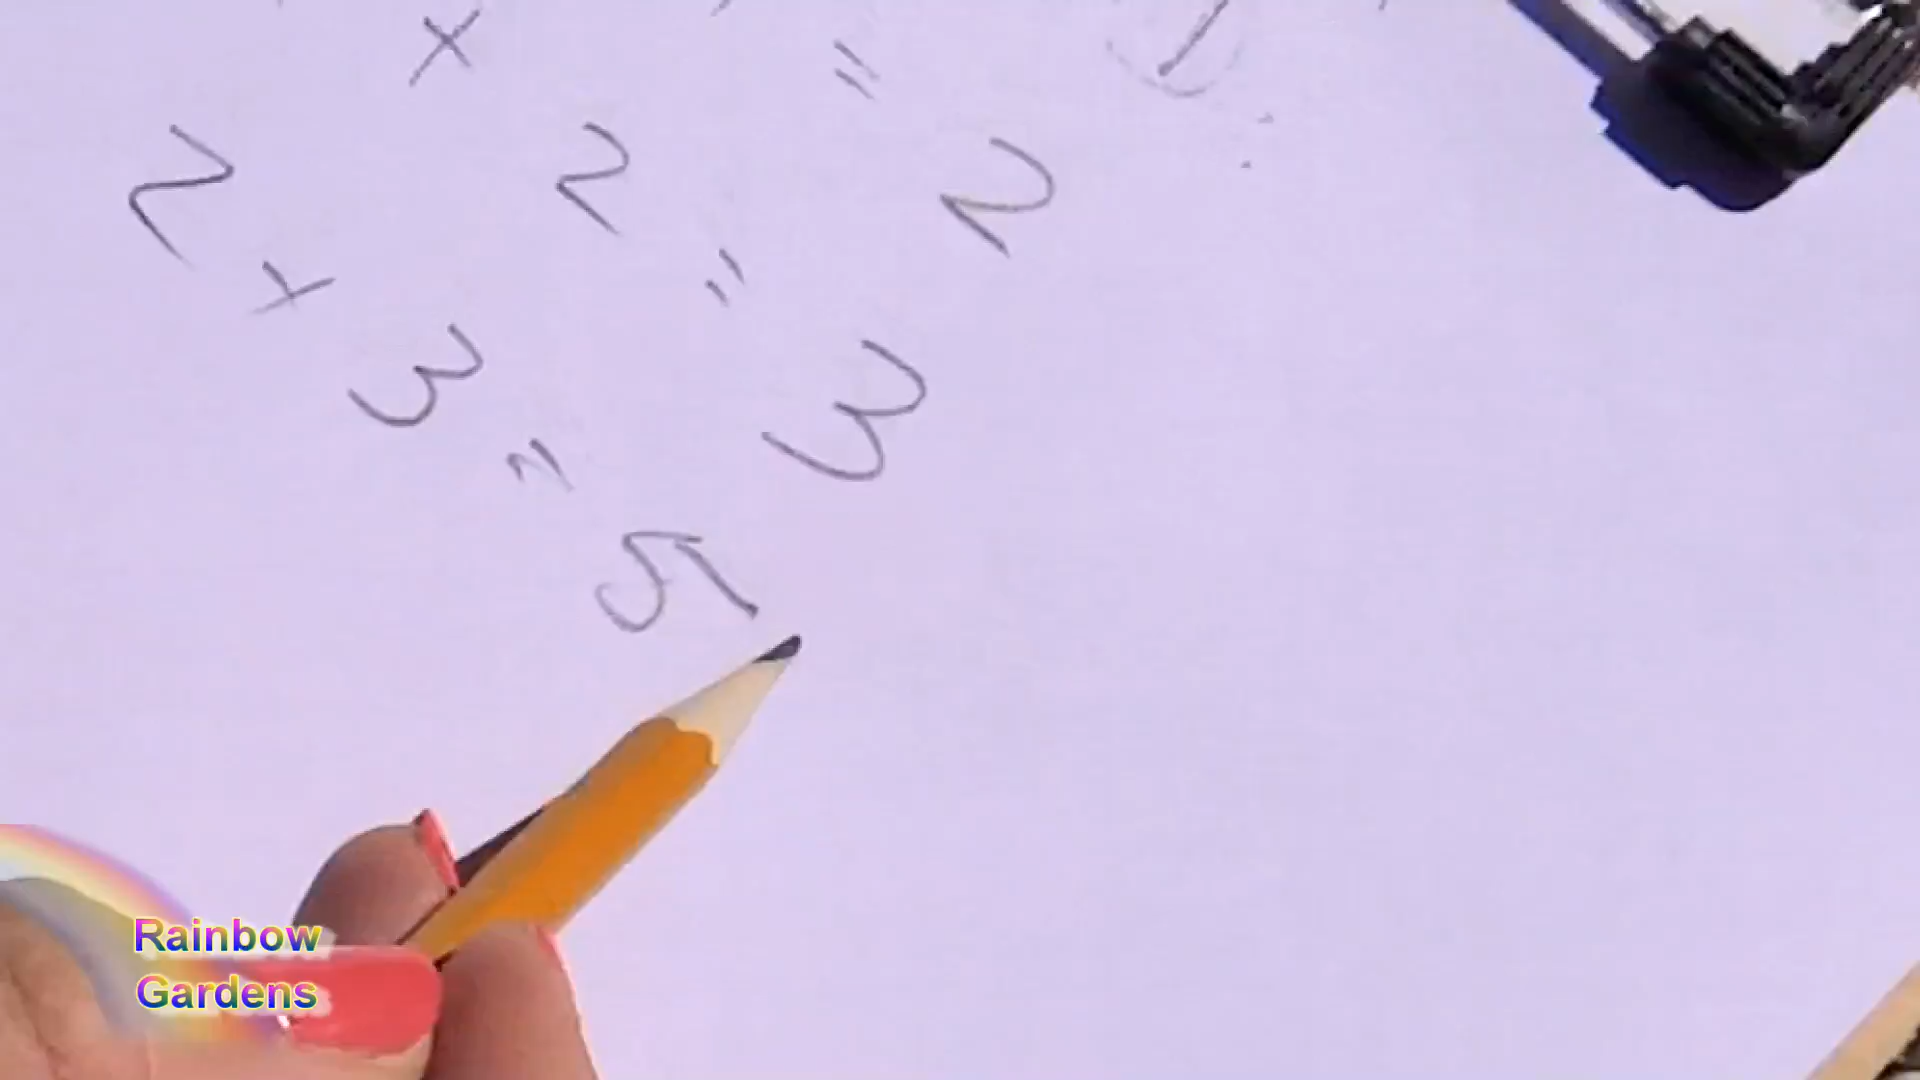 = 2
+ 2 = 3
2 + 3 = 5
Rainbow
Gardens